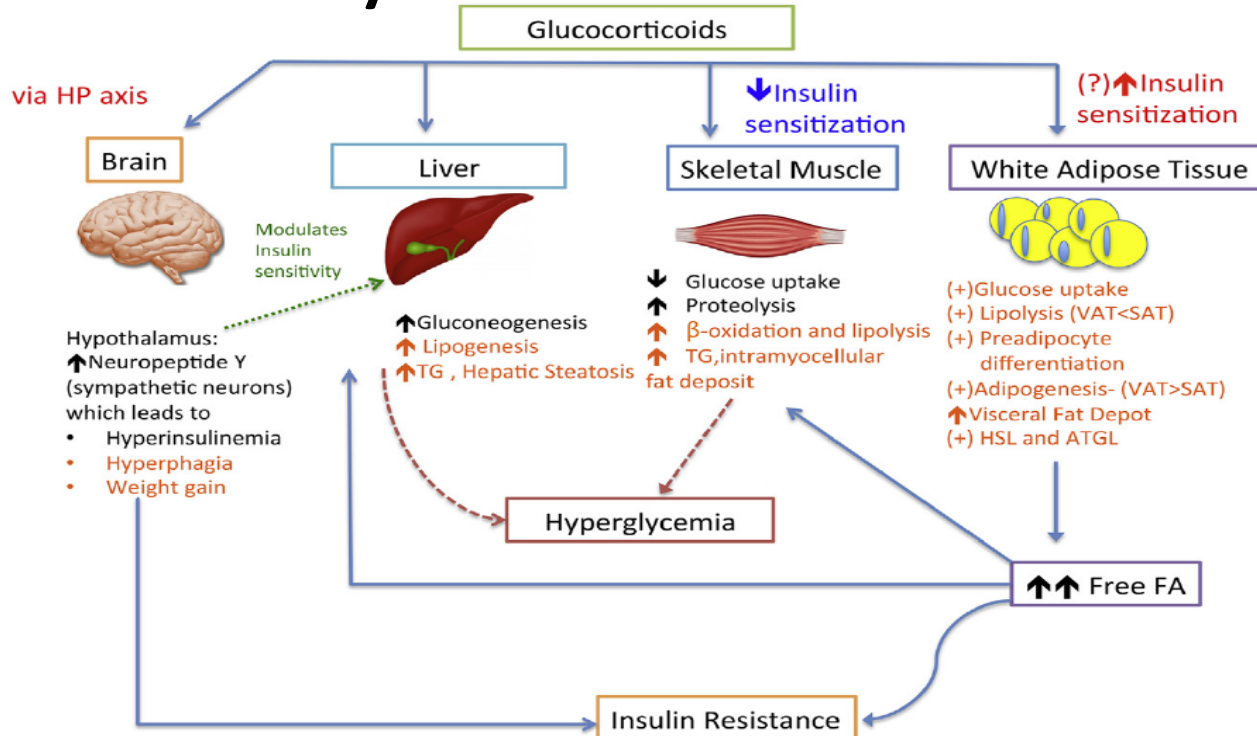 Glucocorticoids
via HP axis
↓Insulin
sensitization
(?)↑Insulin
sensitization
Brain
Liver
Skeletal Muscle
White Adipose Tissue
Modulates
Insulin
sensitivity
Hypothalamus:
↑Neuropeptide Y
(sympathetic neurons)
which leads to
• Hyperinsulinemia
• Hyperphagia
• Weight gain
↑Gluconeogenesis
↑ Lipogenesis
↑TG , Hepatic Steatosis
↓ Glucose uptake
↑ Proteolysis
↑ β-oxidation and lipolysis
↑ TG,intramyocellular
fat deposit
(+)Glucose uptake
(+) Lipolysis (VAT<SAT)
(+) Preadipocyte
differentiation
(+)Adipogenesis- (VAT>SAT)
↑Visceral Fat Depot
(+) HSL and ATGL
Hyperglycemia
↑↑ Free FA
Insulin Resistance